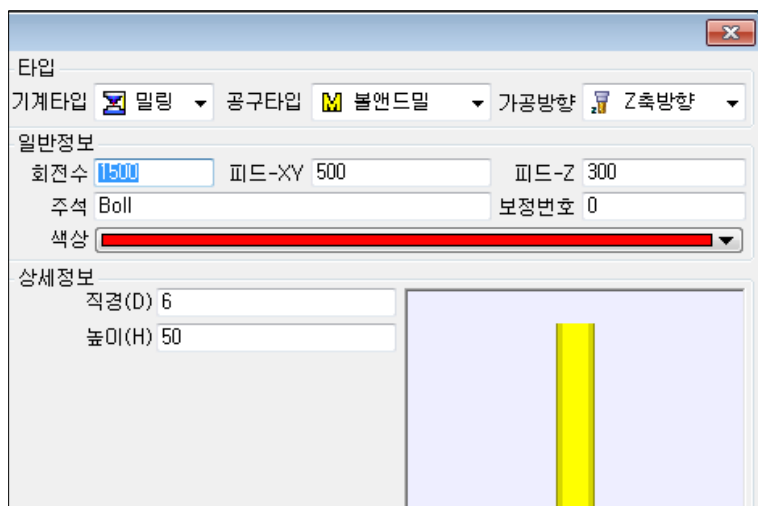 타입
기계타입 밀링 공구타입 M 볼앤드밀 가공방향 Z Z축방향
일반정보
회전수 1500 피드-XY 500 피드-Z 300
주석 Boll 보정번호 0
색상
상세정보
직경(D) 6
높이(H) 50